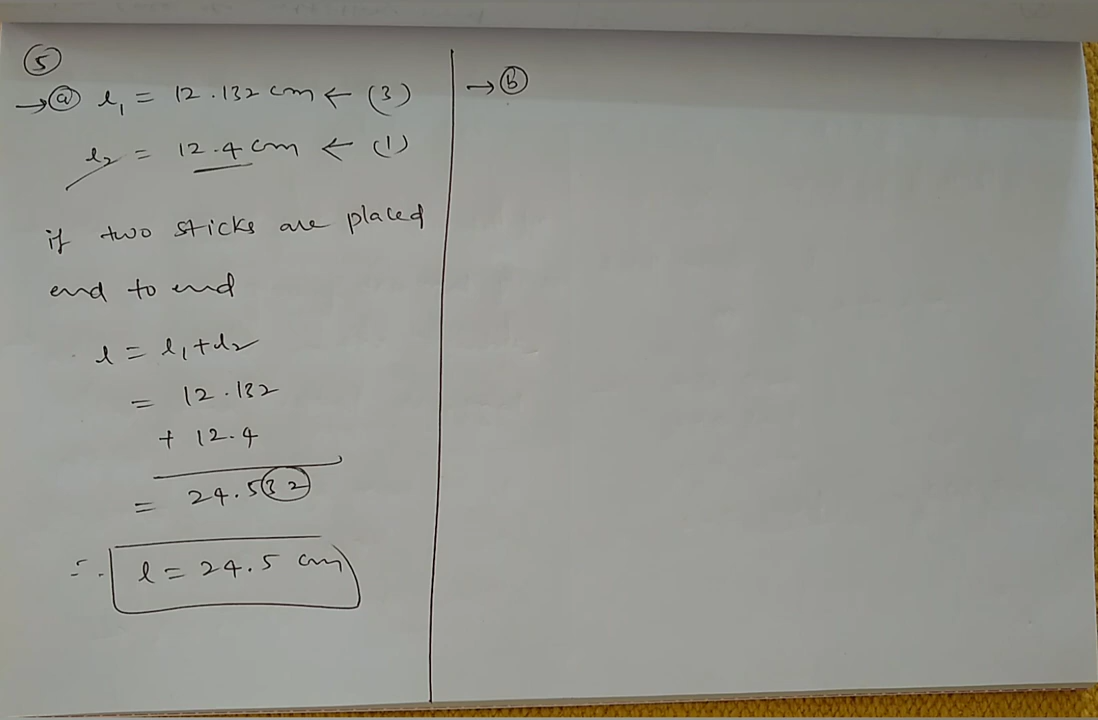 5
→ a l₁ = 12.132 cm ← (3)
l₂ = 12.4 cm ← (1)
if two sticks are placed
end to end
l = l₁ + l₂
= 12.132
+ 12.4
= 24.532
∴ l = 24.5 cm
→ b